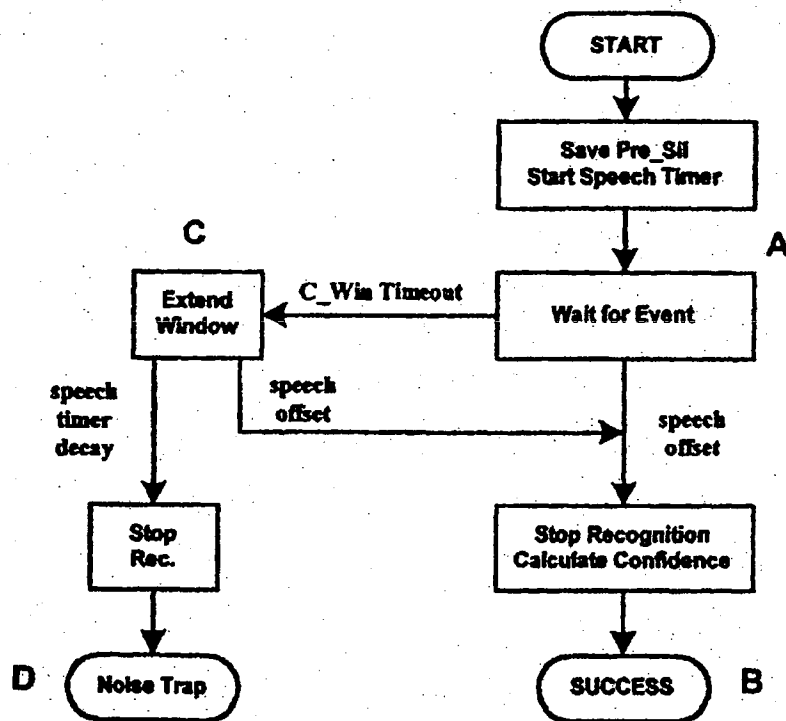 START
Save Pre_Sil
Start Speech Timer
A
C
Extend
Window
C_Win Timeout
Wait for Event
speech
timer
decay
speech
offset
speech
offset
Stop
Rec.
Stop Recognition
Calculate Confidence
D
Noise Trap
SUCCESS
B